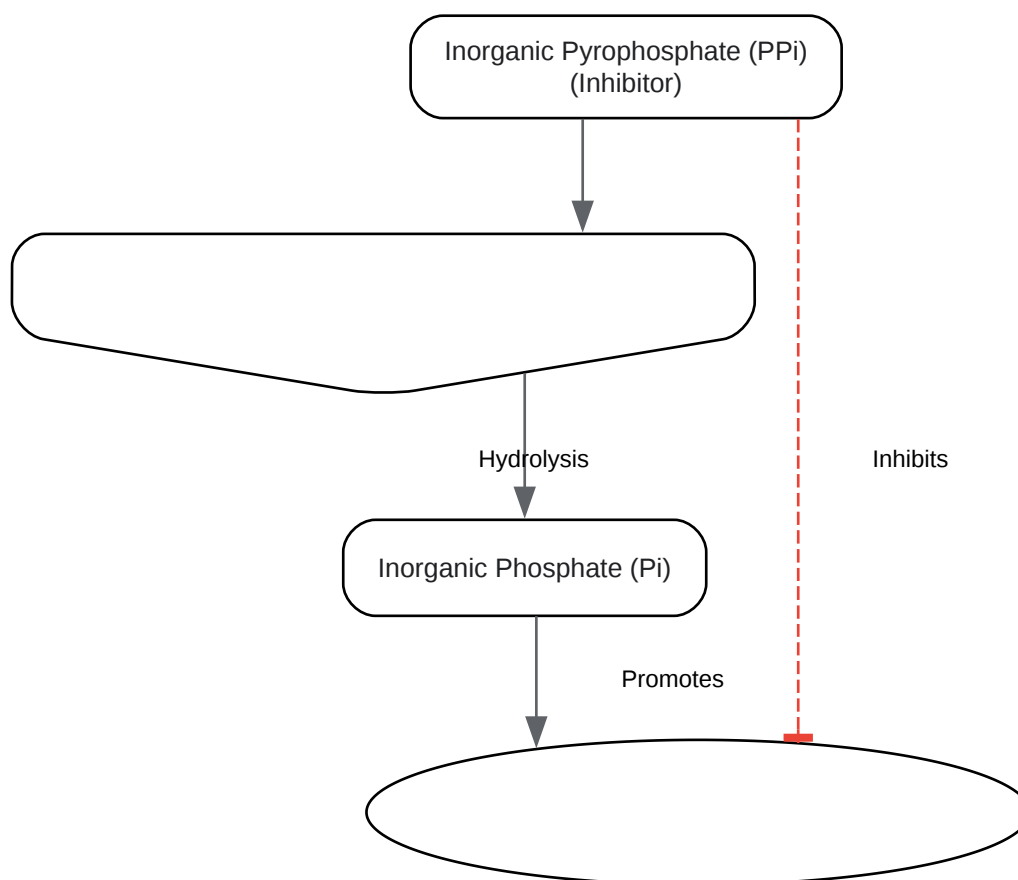 Inorganic Pyrophosphate (PPi)
(Inhibitor)
Hydrolysis
Inhibits
Inorganic Phosphate (Pi)
Promotes